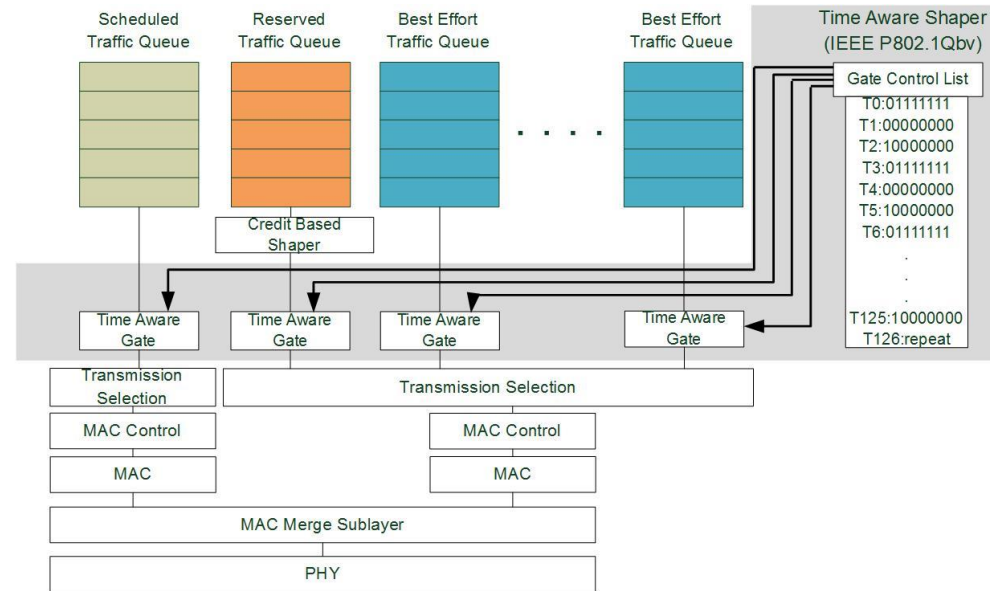 Scheduled
Traffic Queue
Reserved
Traffic Queue
Best Effort
Traffic Queue
Best Effort
Traffic Queue
Time Aware Shaper
(IEEE P802.1Qbv)
Gate Control List
T0:01111111
T1:00000000
T2:10000000
T3:01111111
T4:00000000
T5:10000000
T6:01111111
.
.
.
T125:10000000
T126:repeat
. . . .
Credit Based
Shaper
Time Aware
Gate
Time Aware
Gate
Time Aware
Gate
Time Aware
Gate
Transmission
Selection
Transmission Selection
MAC Control
MAC Control
MAC
MAC
MAC Merge Sublayer
PHY